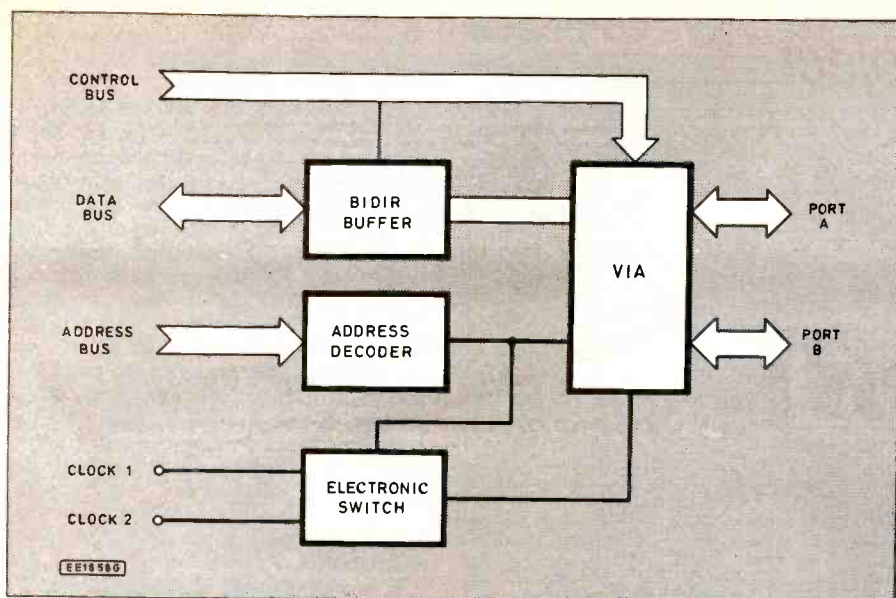 CONTROL
BUS
DATA
BUS
BIDIR
BUFFER
VIA
PORT
A
ADDRESS
BUS
ADDRESS
DECODER
PORT
B
CLOCK 1
CLOCK 2
ELECTRONIC
SWITCH
EE1858G